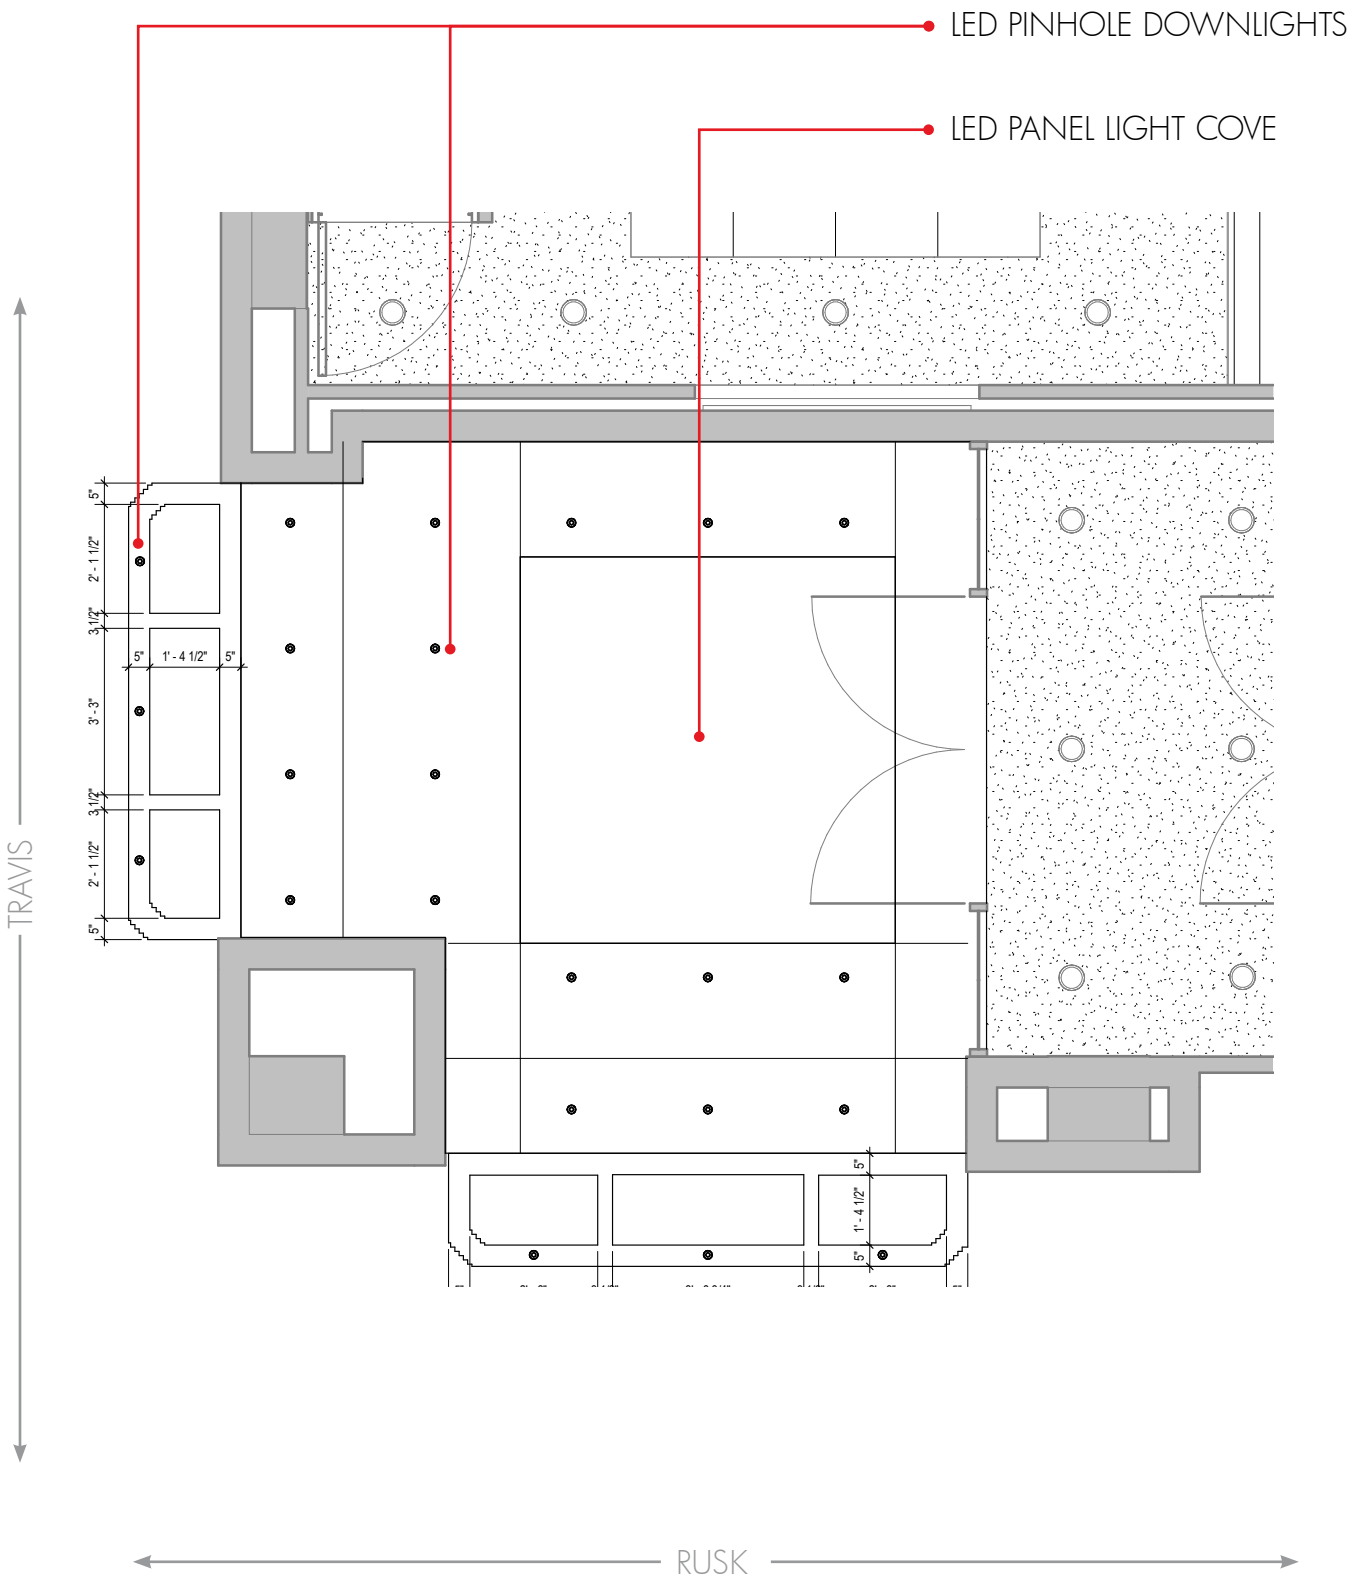 LED PINHOLE DOWNLIGHTS
LED PANEL LIGHT COVE
5"
2' - 1 1/2"
3 1/2"
5"
1' - 4 1/2"
5"
3' - 3"
3 1/2"
2' - 1 1/2"
5"
TRAVIS
5"
1' - 4 1/2"
5"
RUSK